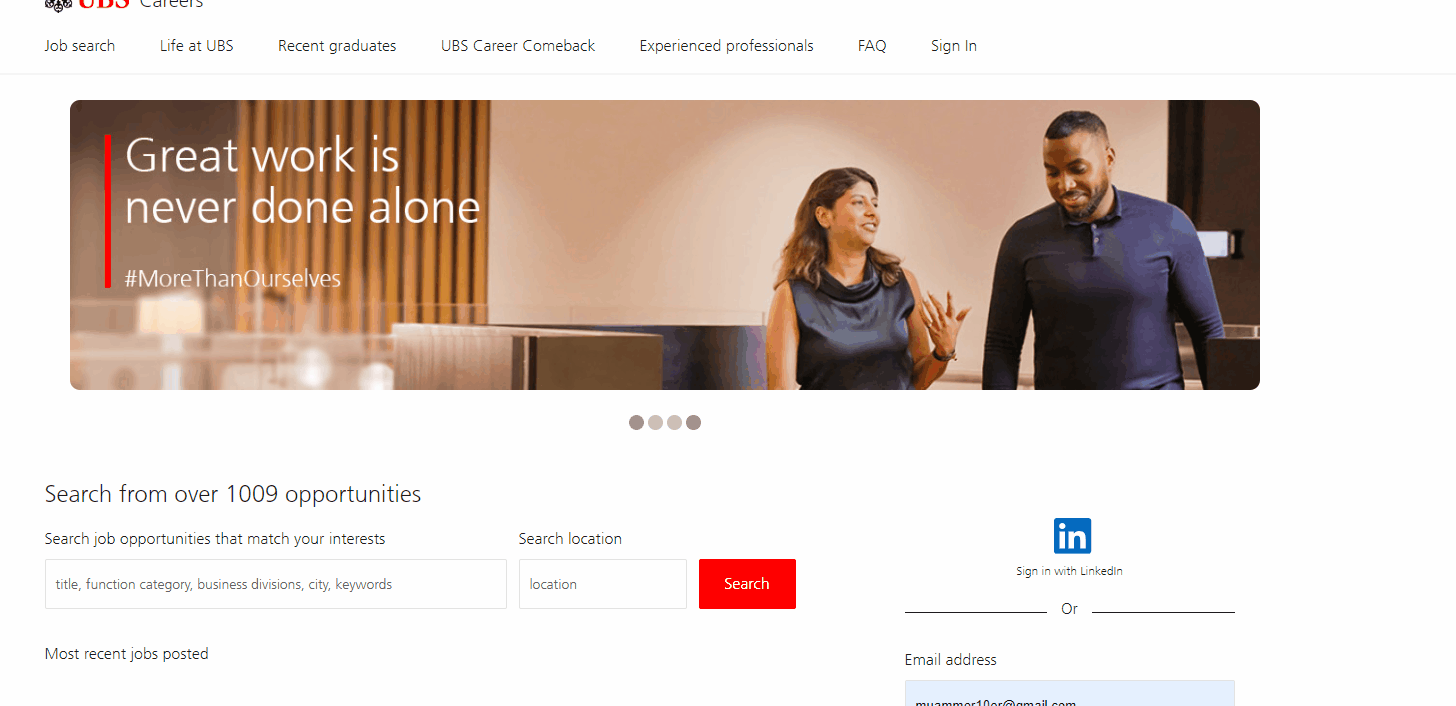 UBS Careers
Job search Life at UBS Recent graduates UBS Career Comeback Experienced professionals FAQ Sign In
Great work is
never done alone
#MoreThanOurselves
Search from over 1009 opportunities
Search job opportunities that match your interests Search location
title, function category, business divisions, city, keywords location Search
Most recent jobs posted
in
Sign in with LinkedIn
Or
Email address
muammer10er@gmail.com